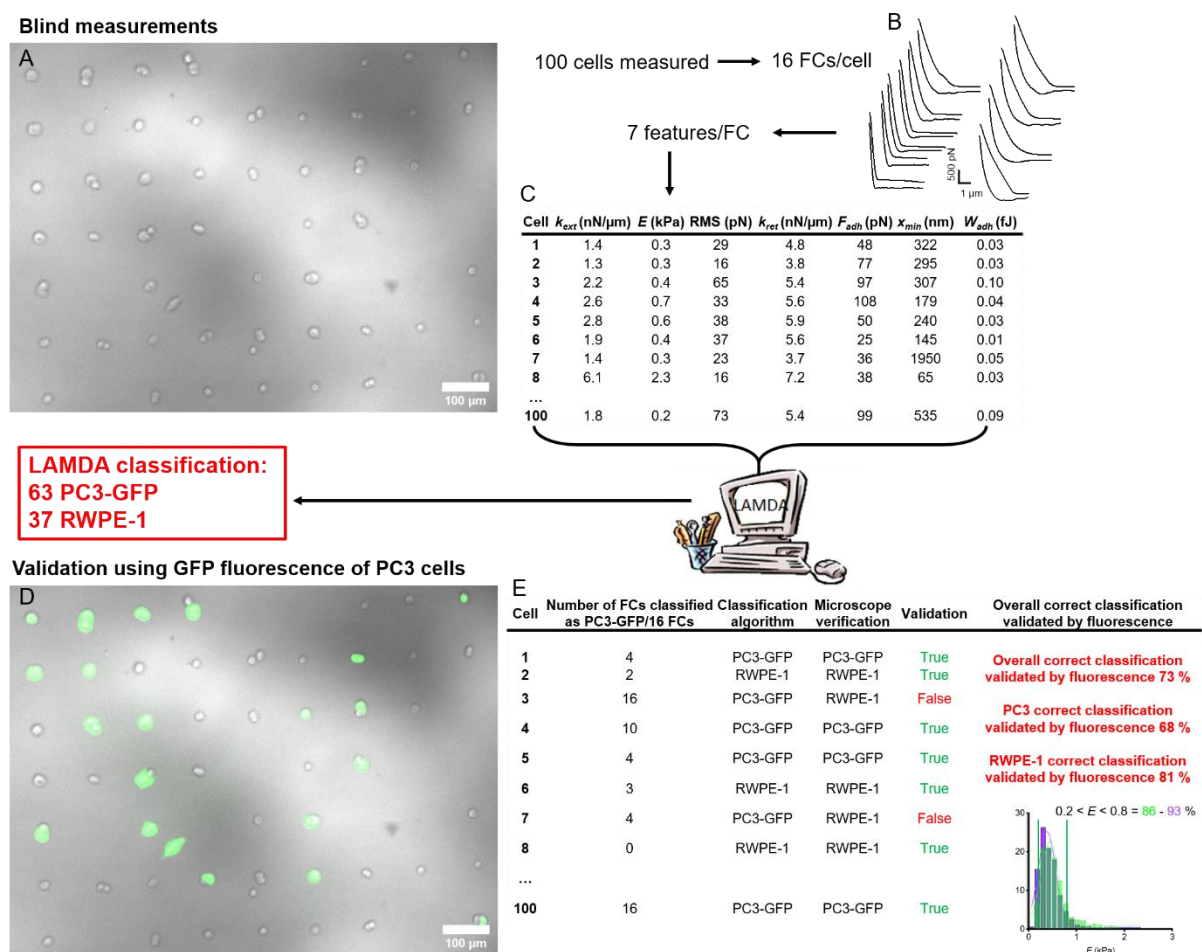 Blind measurements
A
100 μm
100 cells measured
16 FCs/cell
B
7 features/FC
500 pN
1 μm
C
Cell k_ext (nN/μm) E (kPa) RMS (pN) k_ret (nN/μm) F_adh (pN) x_min (nm) W_adh (fJ)
1 1.4 0.3 29 4.8 48 322 0.03
2 1.3 0.3 16 3.8 77 295 0.03
3 2.2 0.4 65 5.4 97 307 0.10
4 2.6 0.7 33 5.6 108 179 0.04
5 2.8 0.6 38 5.9 50 240 0.03
6 1.9 0.4 37 5.6 25 145 0.01
7 1.4 0.3 23 3.7 36 1950 0.05
8 6.1 2.3 16 7.2 38 65 0.03
...
100 1.8 0.2 73 5.4 99 535 0.09
LAMDA
LAMDA classification:
63 PC3-GFP
37 RWPE-1
Validation using GFP fluorescence of PC3 cells
D
100 μm
E
Cell Number of FCs classified Classification Microscope Validation Overall correct classification
as PC3-GFP/16 FCs algorithm verification validated by fluorescence
1 4 PC3-GFP PC3-GFP True
2 2 RWPE-1 RWPE-1 True
3 16 PC3-GFP RWPE-1 False
4 10 PC3-GFP PC3-GFP True
5 4 PC3-GFP PC3-GFP True
6 3 RWPE-1 RWPE-1 True
7 4 PC3-GFP RWPE-1 False
8 0 RWPE-1 RWPE-1 True
...
100 16 PC3-GFP PC3-GFP True
Overall correct classification
validated by fluorescence 73 %
PC3 correct classification
validated by fluorescence 68 %
RWPE-1 correct classification
validated by fluorescence 81 %
0.2 < E < 0.8 = 86 - 93 %
30
20
10
0
0 1 2 3
E (kPa)